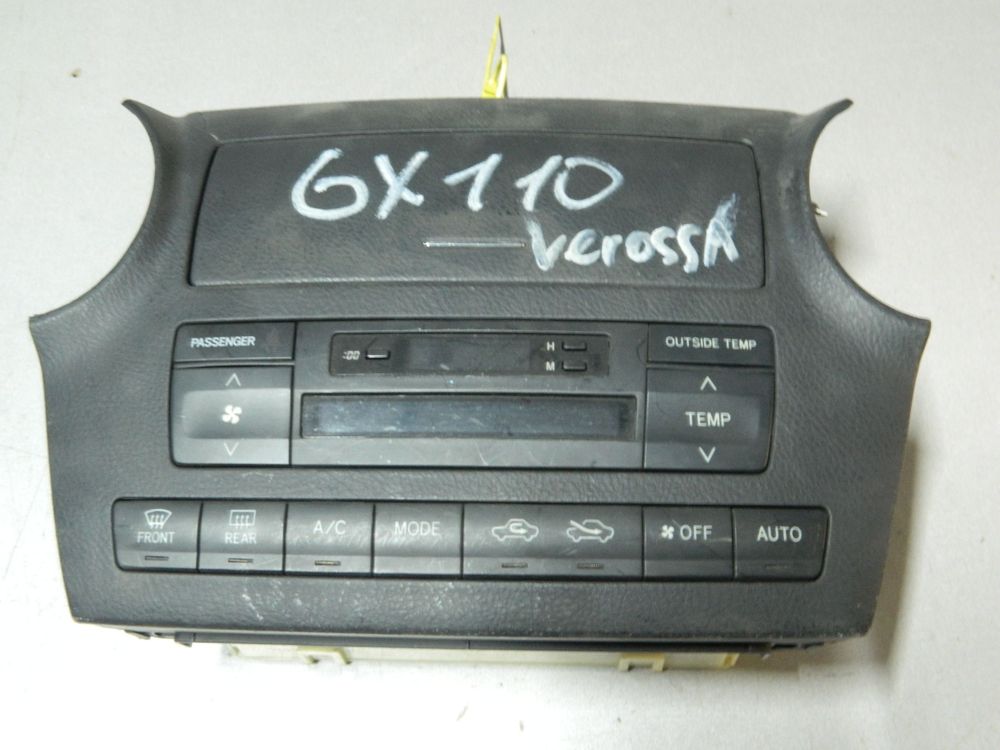 GX110
verossA
PASSENGER
:00
H
M
OUTSIDE TEMP
TEMP
FRONT
REAR
A/C
MODE
OFF
AUTO